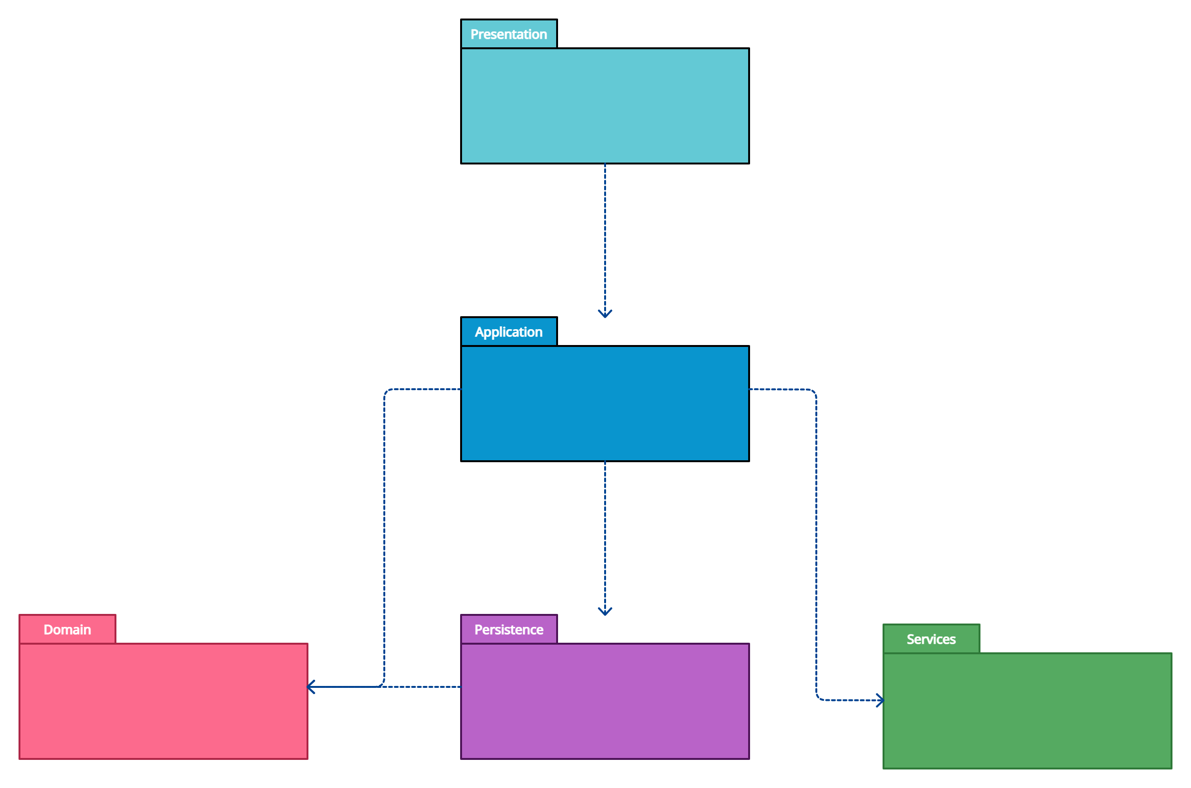 Presentation
Application
Domain
Persistence
Services